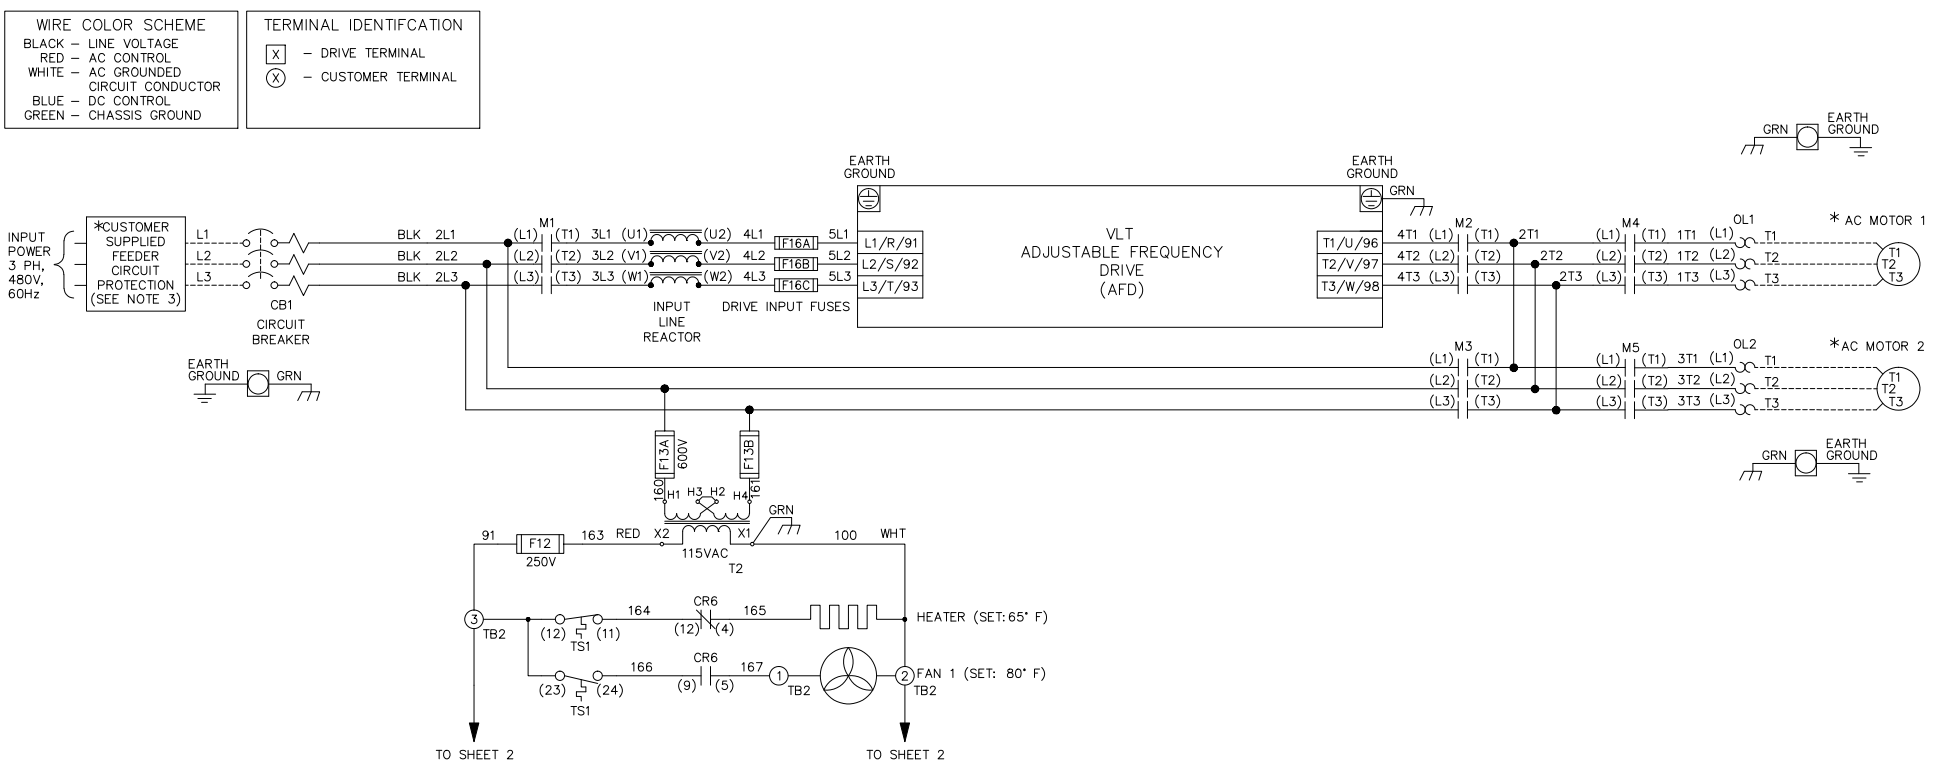 WIRE COLOR SCHEME
BLACK – LINE VOLTAGE
RED – AC CONTROL
WHITE – AC GROUNDED
CIRCUIT CONDUCTOR
BLUE – DC CONTROL
GREEN – CHASSIS GROUND
TERMINAL IDENTIFCATION
X – DRIVE TERMINAL
X – CUSTOMER TERMINAL
GRN
EARTH
GROUND
EARTH
GROUND
EARTH
GROUND
GRN
INPUT
POWER
3 PH,
480V,
60Hz
*CUSTOMER
SUPPLIED
FEEDER
CIRCUIT
PROTECTION
(SEE NOTE 3)
L1
L2
L3
CB1
CIRCUIT
BREAKER
BLK 2L1
BLK 2L2
BLK 2L3
M1
(L1) (T1) 3L1 (U1) (U2) 4L1 F16A 5L1 L1/R/91
(L2) (T2) 3L2 (V1) (V2) 4L2 F16B 5L2 L2/S/92
(L3) (T3) 3L3 (W1) (W2) 4L3 F16C 5L3 L3/T/93
INPUT
LINE
REACTOR
DRIVE INPUT FUSES
VLT
ADJUSTABLE FREQUENCY
DRIVE
(AFD)
M2 M4 OL1 * AC MOTOR 1
T1/U/96 4T1 (L1) (T1) 2T1 (L1) (T1) 1T1 (L1) T1
T2/V/97 4T2 (L2) (T2) 2T2 (L2) (T2) 1T2 (L2) T2
T3/W/98 4T3 (L3) (T3) 2T3 (L3) (T3) 1T3 (L3) T3
T1
T2
T3
EARTH
GROUND
GRN
M3 M5 OL2 * AC MOTOR 2
(L1) (T1) (L1) (T1) 3T1 (L1) T1
(L2) (T2) (L2) (T2) 3T2 (L2) T2
(L3) (T3) (L3) (T3) 3T3 (L3) T3
T1
T2
T3
GRN
EARTH
GROUND
F13A
600V
F13B
160
161
H1 H3 H2 H4
GRN
91 F12 163 RED X2 X1 100 WHT
250V
115VAC
T2
3
TB2
(12) (11)
TS1
164
CR6
(12) (4)
165
HEATER (SET:65° F)
(23) (24)
TS1
166
CR6
(9) (5)
167
1
TB2
2
TB2
FAN 1 (SET: 80° F)
TO SHEET 2
TO SHEET 2